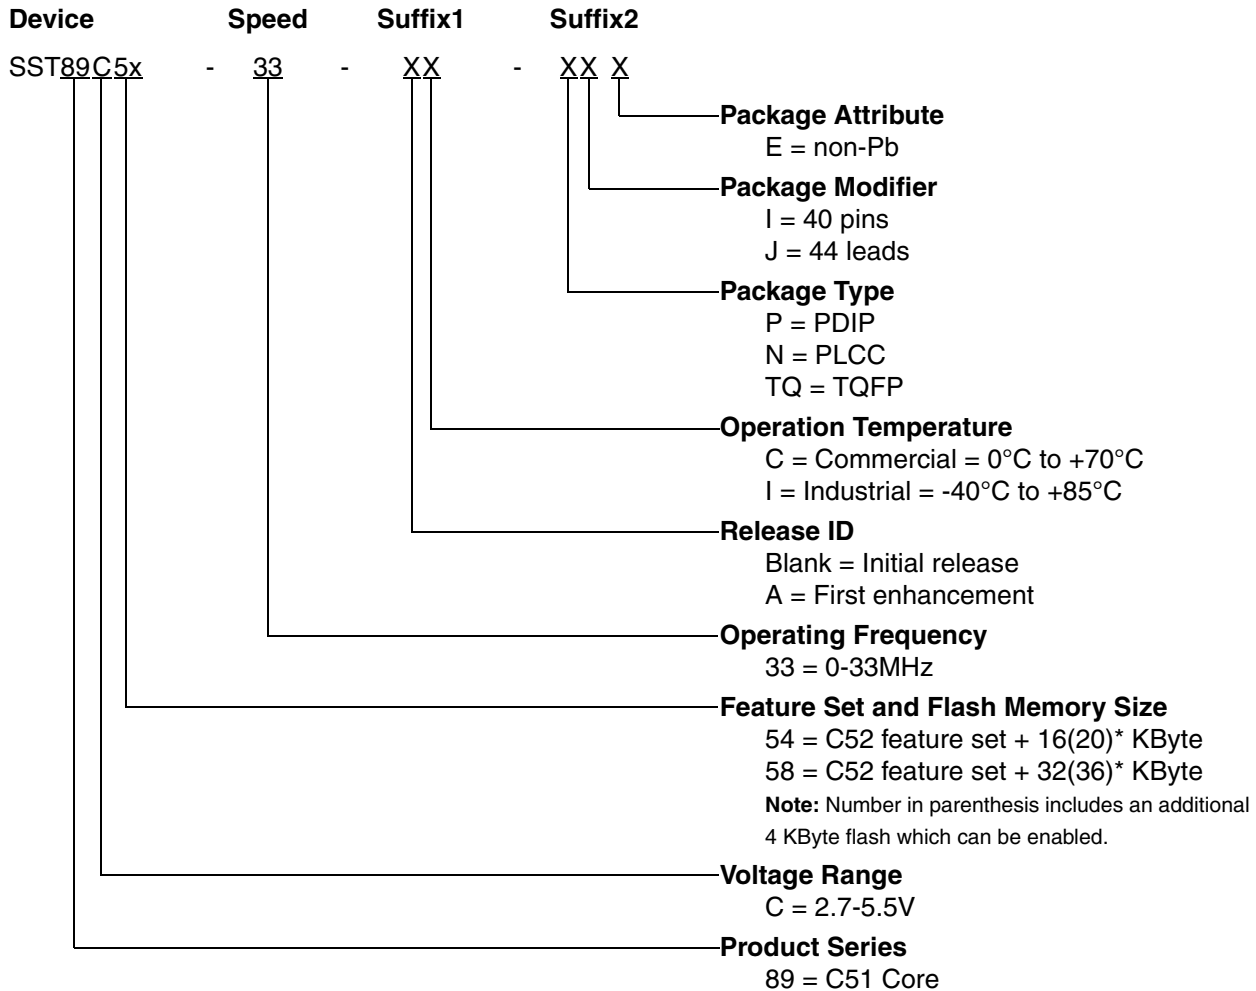 Device Speed Suffix1 Suffix2
SST89C5x - 33 - XX - XX X
Package Attribute
E = non-Pb
Package Modifier
I = 40 pins
J = 44 leads
Package Type
P = PDIP
N = PLCC
TQ = TQFP
Operation Temperature
C = Commercial = 0°C to +70°C
I = Industrial = -40°C to +85°C
Release ID
Blank = Initial release
A = First enhancement
Operating Frequency
33 = 0-33MHz
Feature Set and Flash Memory Size
54 = C52 feature set + 16(20)* KByte
58 = C52 feature set + 32(36)* KByte
Note: Number in parenthesis includes an additional
4 KByte flash which can be enabled.
Voltage Range
C = 2.7-5.5V
Product Series
89 = C51 Core